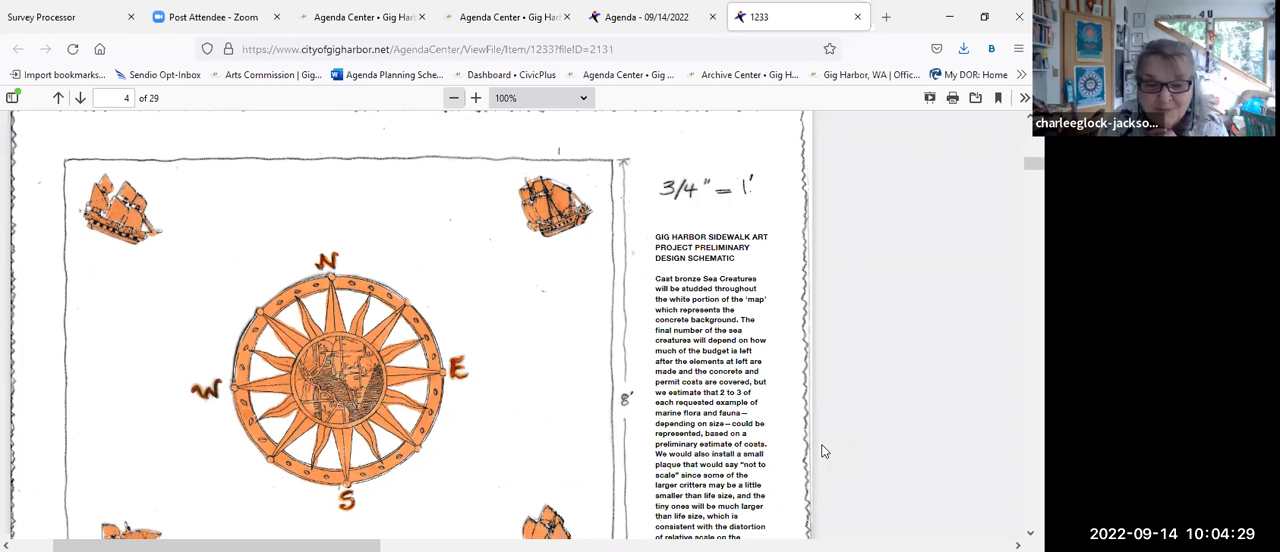 Survey Processor
Post Attendee - Zoom
Agenda Center • Gig Harb
Agenda Center • Gig Har
Agenda - 09/14/2022
1233
https://www.cityofgigharbor.net/AgendaCenter/ViewFile/Item/1233?fileID=2131
Import bookmarks...
Sendio Opt-Inbox
Arts Commission | Gig...
Agenda Planning Sche...
Dashboard • CivicPlus
Agenda Center • Gig ...
Archive Center • Gig H...
Gig Harbor, WA | Offic...
My DOR: Home
4 of 29
100%
charleeglock-jackso...
3/4" = 1'
N
W
E
S
8'
GIG HARBOR SIDEWALK ART
PROJECT PRELIMINARY
DESIGN SCHEMATIC
Cast bronze Sea Creatures
will be studded throughout
the white portion of the 'map'
which represents the
concrete background. The
final number of the sea
creatures will depend on how
much of the budget is left
after the elements at left are
made and the concrete and
permit costs are covered, but
we estimate that 2 to 3 of
each requested example of
marine flora and fauna—
depending on size—could be
represented, based on a
preliminary estimate of costs.
We would also install a small
plaque that would say "not to
scale" since some of the
larger critters may be a little
smaller than life size, and the
tiny ones will be much larger
than life size, which is
consistent with the distortion
of relative scale on the
2022-09-14 10:04:29